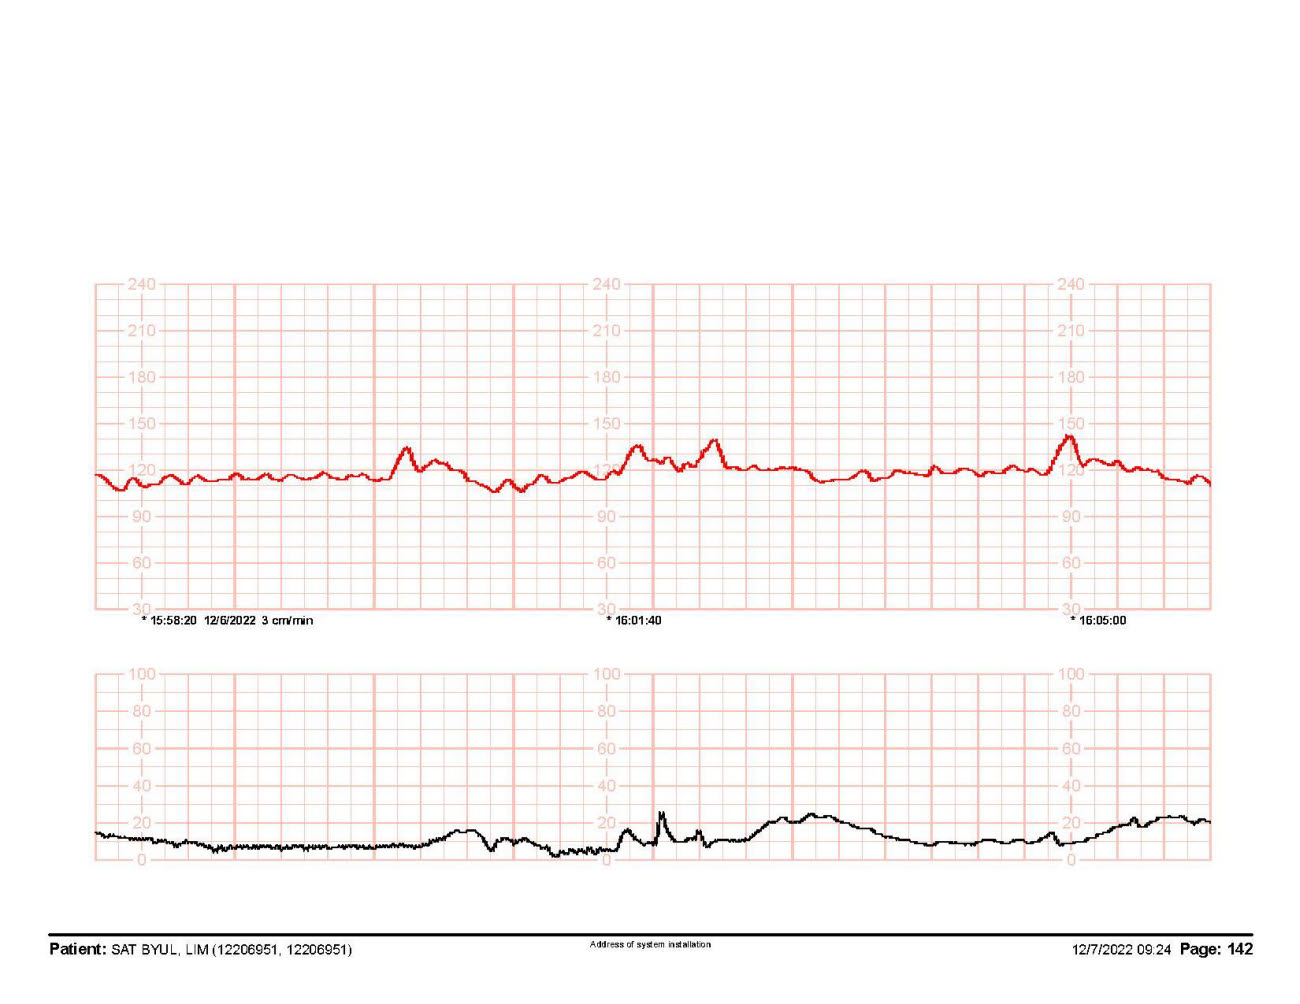 240 240 240
210 210 210
180 180 180
150 150 150
120 120 120
90 90 90
60 60 60
30 30 30
* 15:58:20 12/6/2022 3 cm/min * 16:01:40 * 16:05:00
100 100 100
80 80 80
60 60 60
40 40 40
20 20 20
0 0 0
Patient: SAT BYUL, LIM (12206951, 12206951) Address of system installation 12/7/2022 09:24 Page: 142